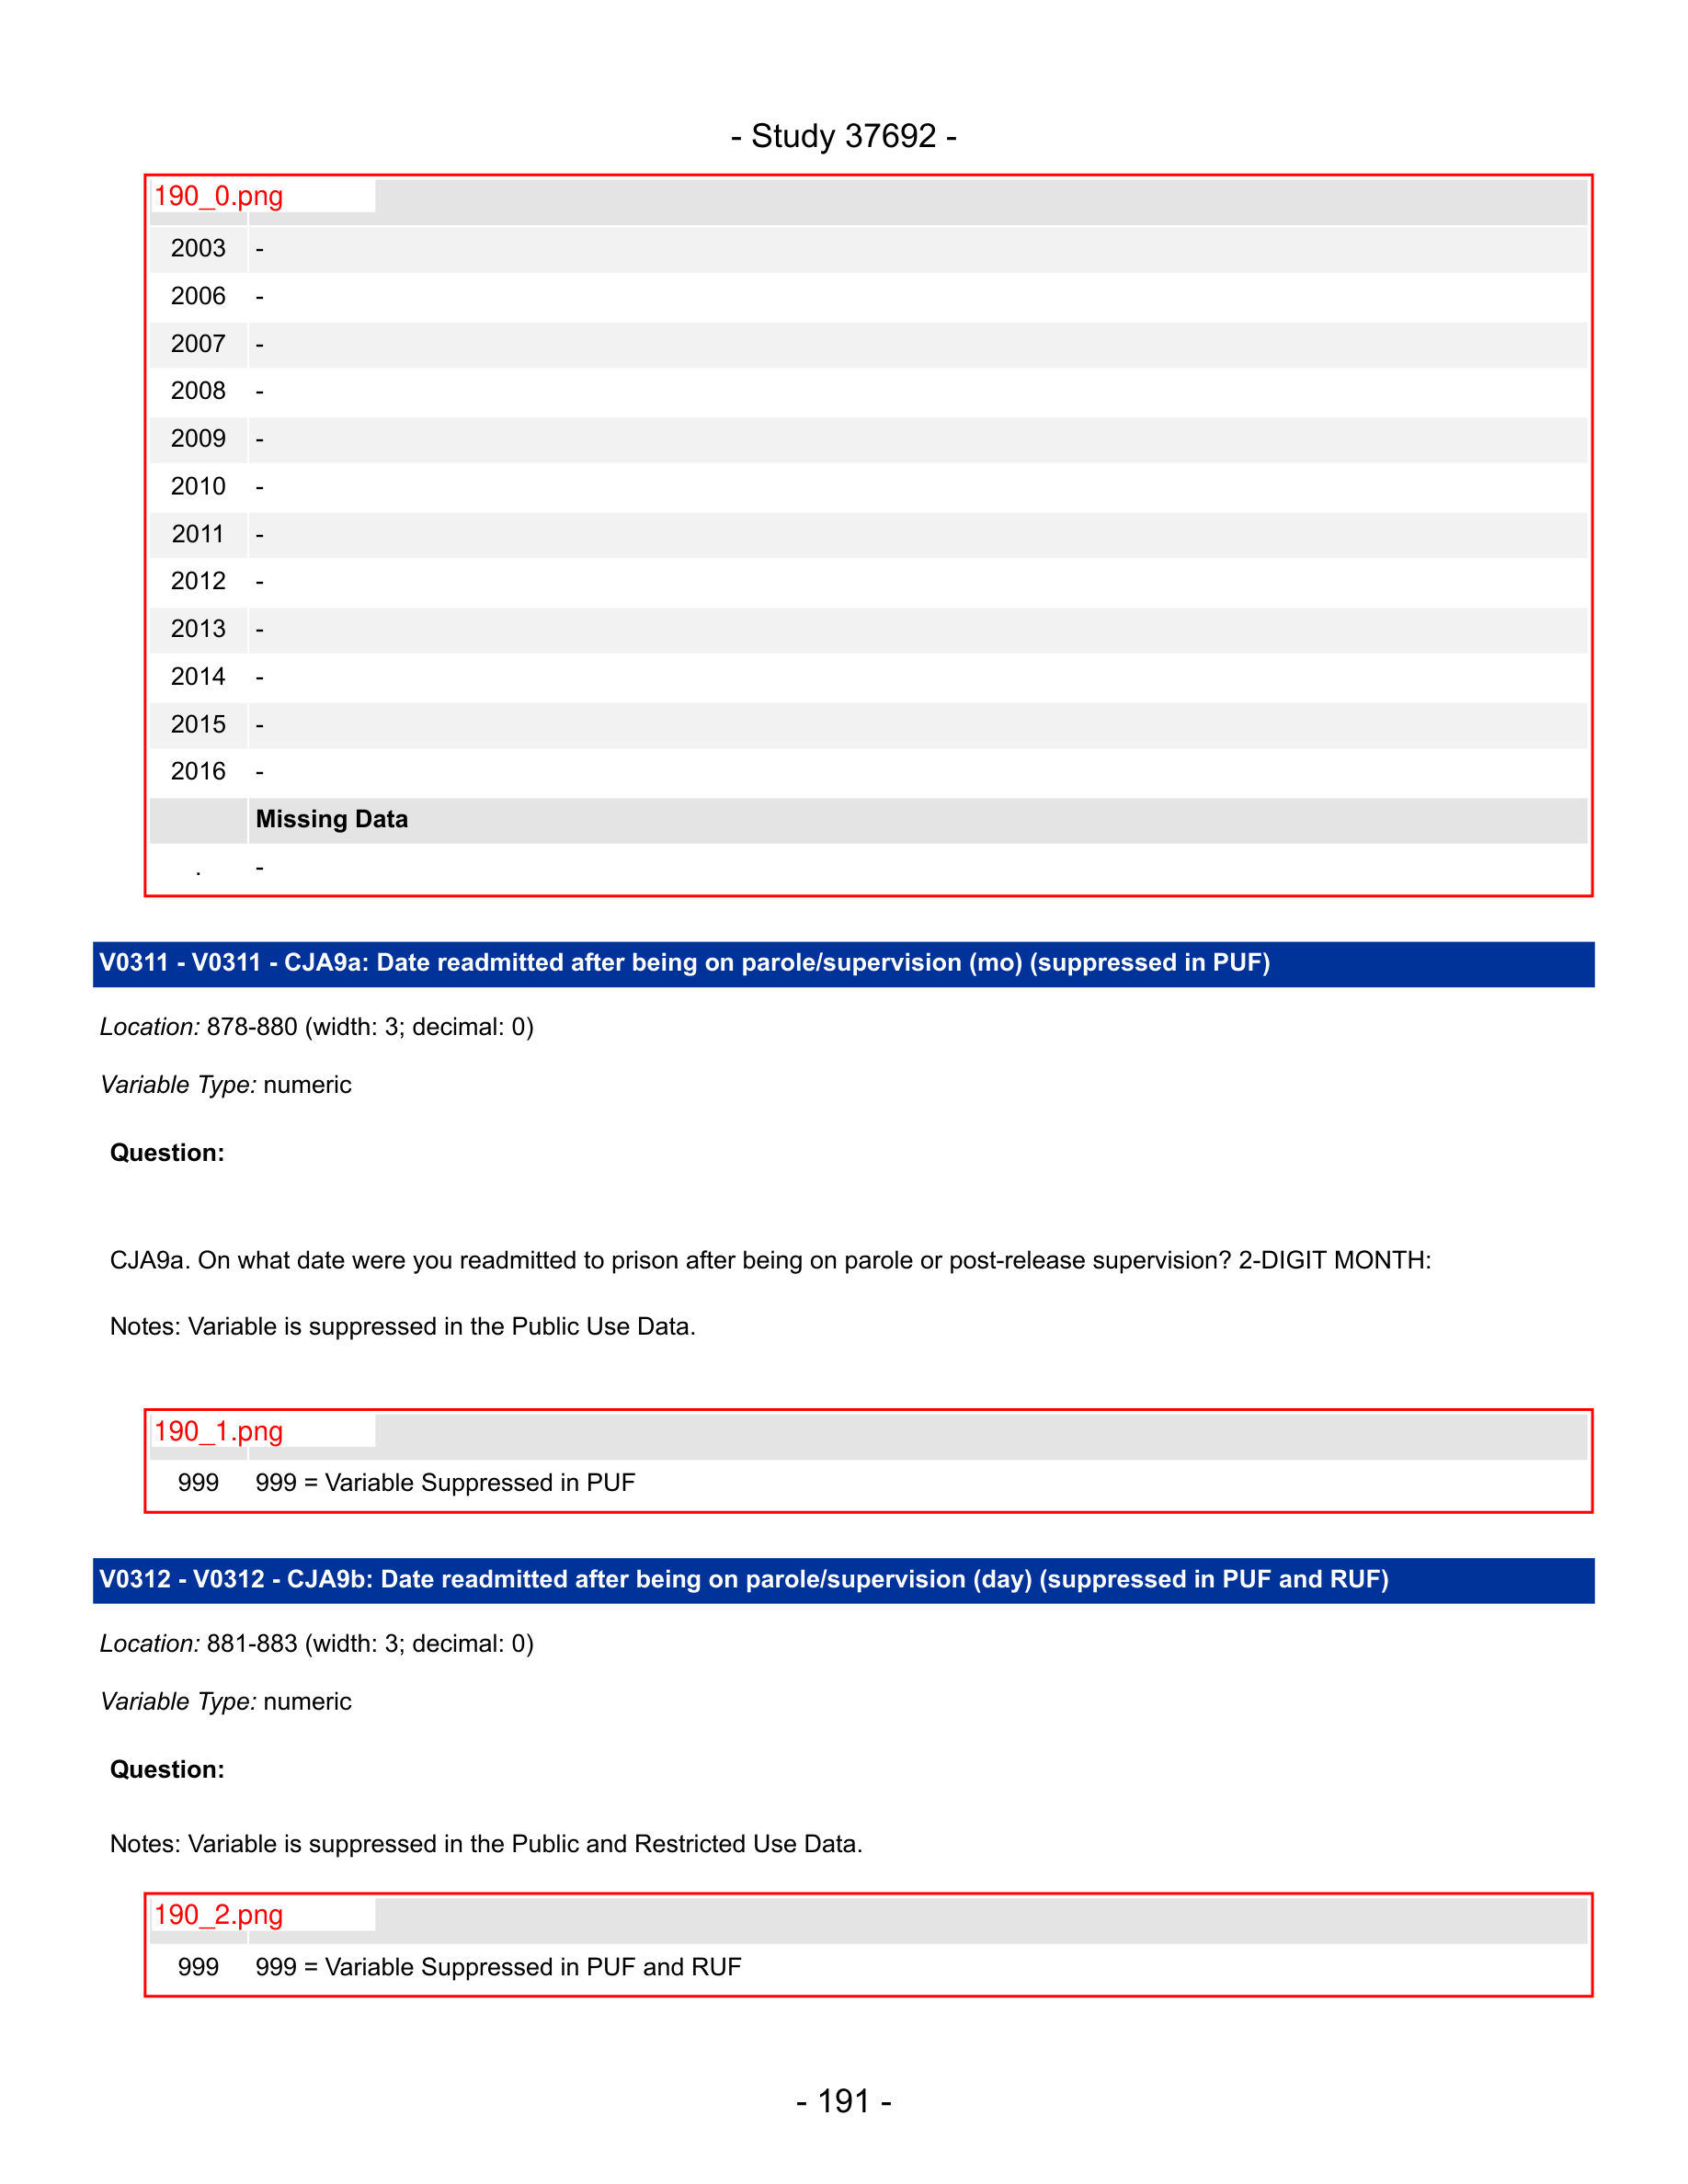 - Study 37692 -
190_0.png
2003 -
2006 -
2007 -
2008 -
2009 -
2010 -
2011 -
2012 -
2013 -
2014 -
2015 -
2016 -
Missing Data
. -
V0311 - V0311 - CJA9a: Date readmitted after being on parole/supervision (mo) (suppressed in PUF)
Location: 878-880 (width: 3; decimal: 0)
Variable Type: numeric
Question:
CJA9a. On what date were you readmitted to prison after being on parole or post-release supervision? 2-DIGIT MONTH:
Notes: Variable is suppressed in the Public Use Data.
190_1.png
999 999 = Variable Suppressed in PUF
V0312 - V0312 - CJA9b: Date readmitted after being on parole/supervision (day) (suppressed in PUF and RUF)
Location: 881-883 (width: 3; decimal: 0)
Variable Type: numeric
Question:
Notes: Variable is suppressed in the Public and Restricted Use Data.
190_2.png
999 999 = Variable Suppressed in PUF and RUF
- 191 -